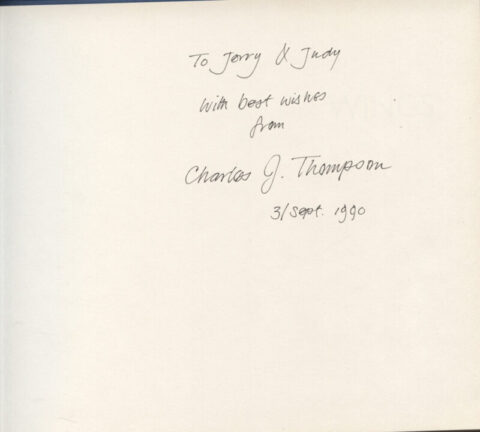 To Jerry & Judy
With best wishes
from
Charles J. Thompson
3/Sept. 1990